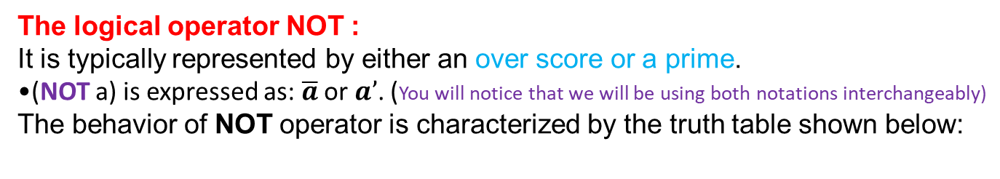 The logical operator NOT :
It is typically represented by either an over score or a prime.
•(NOT a) is expressed as: a̅ or a’. (You will notice that we will be using both notations interchangeably)
The behavior of NOT operator is characterized by the truth table shown below: